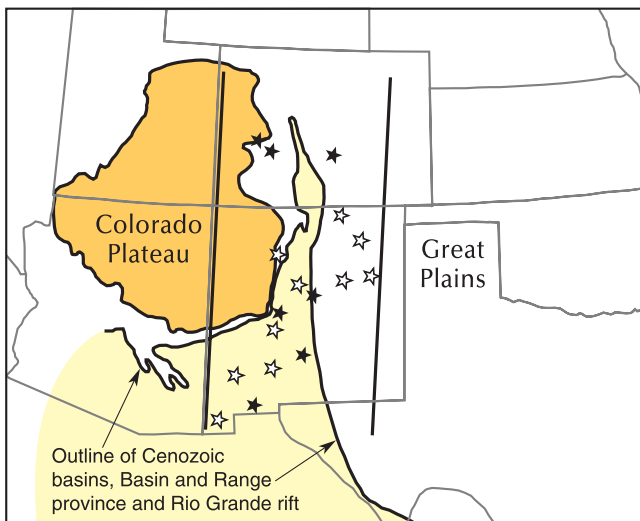 Colorado
Plateau
Great
Plains
Outline of Cenozoic
basins, Basin and Range
province and Rio Grande rift